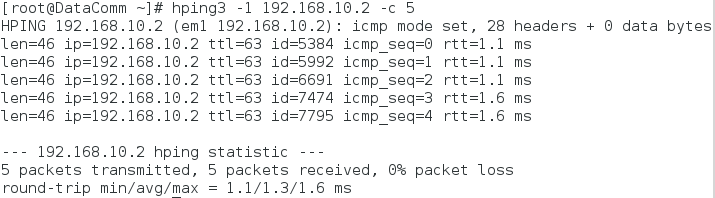 [root@DataComm ~]# hping3 -1 192.168.10.2 -c 5
HPING 192.168.10.2 (em1 192.168.10.2): icmp mode set, 28 headers + 0 data bytes
len=46 ip=192.168.10.2 ttl=63 id=5384 icmp_seq=0 rtt=1.1 ms
len=46 ip=192.168.10.2 ttl=63 id=5992 icmp_seq=1 rtt=1.1 ms
len=46 ip=192.168.10.2 ttl=63 id=6691 icmp_seq=2 rtt=1.1 ms
len=46 ip=192.168.10.2 ttl=63 id=7474 icmp_seq=3 rtt=1.6 ms
len=46 ip=192.168.10.2 ttl=63 id=7795 icmp_seq=4 rtt=1.6 ms
--- 192.168.10.2 hping statistic ---
5 packets transmitted, 5 packets received, 0% packet loss
round-trip min/avg/max = 1.1/1.3/1.6 ms